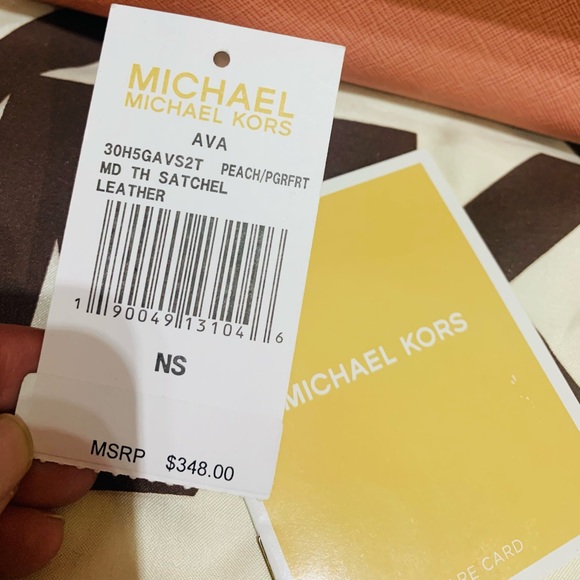 MICHAEL
MICHAEL KORS
AVA
30H5GAVS2T PEACH/PGRFRT
MD TH SATCHEL
LEATHER
1 90049 13104 6
NS
MSRP $348.00
MICHAEL KORS
CARD